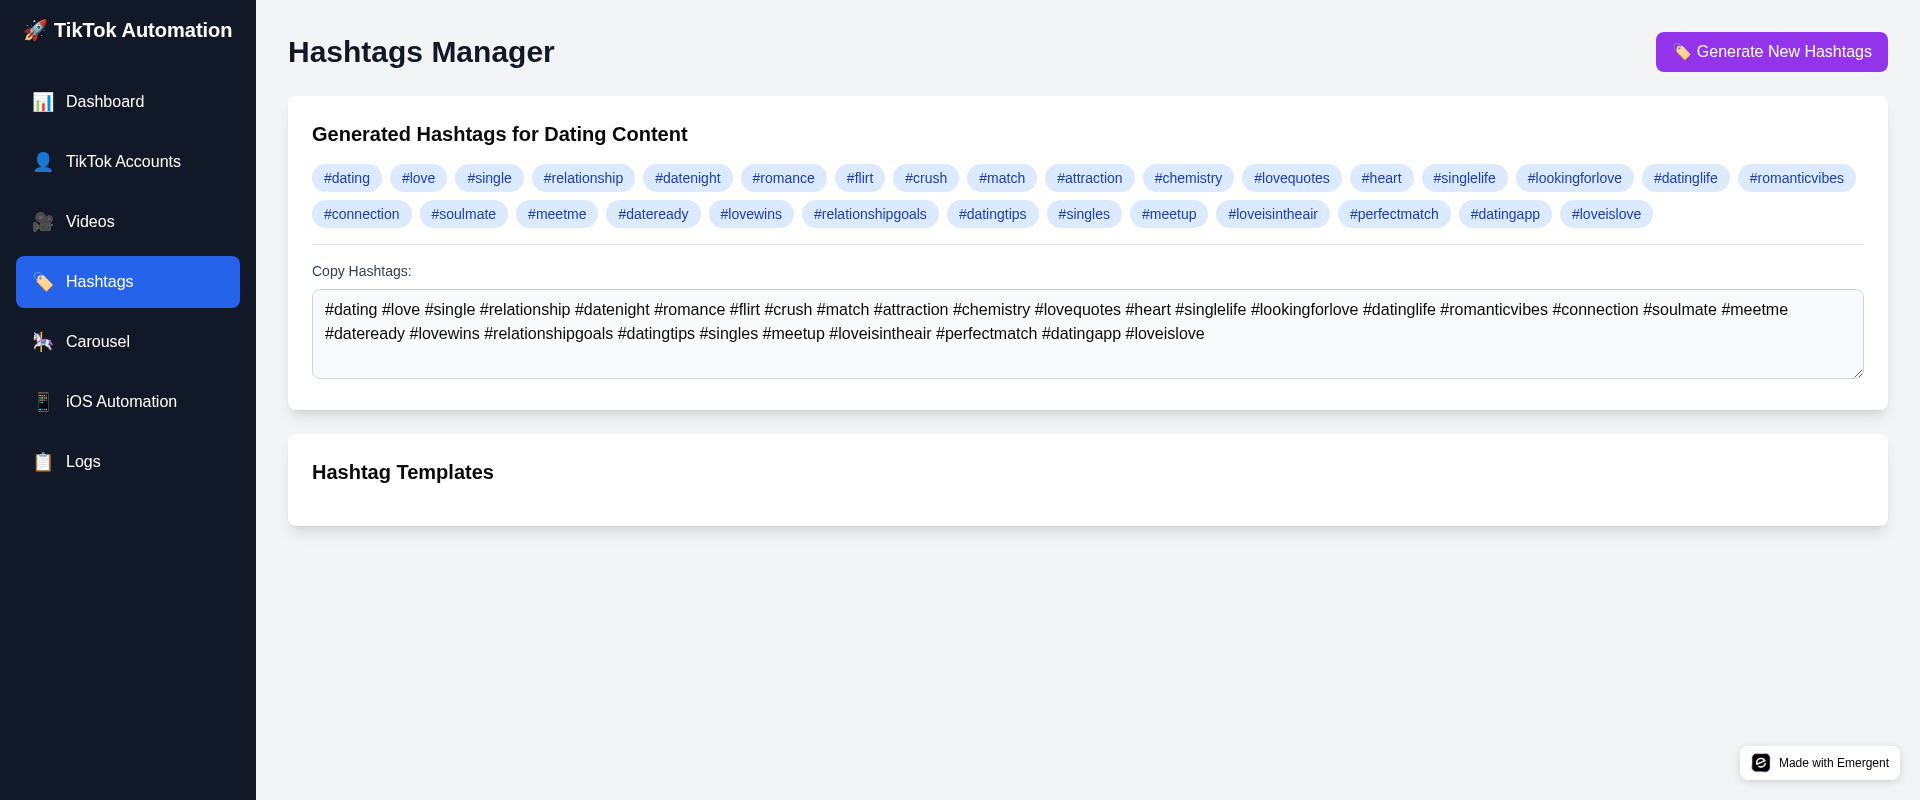 🚀 TikTok Automation
📊 Dashboard
👤 TikTok Accounts
🎥 Videos
🏷️ Hashtags
🎠 Carousel
📱 iOS Automation
📋 Logs
Hashtags Manager
🏷️ Generate New Hashtags
Generated Hashtags for Dating Content
#dating #love #single #relationship #datenight #romance #flirt #crush #match #attraction #chemistry #lovequotes #heart #singlelife #lookingforlove #datinglife #romanticvibes
#connection #soulmate #meetme #dateready #lovewins #relationshipgoals #datingtips #singles #meetup #loveisintheair #perfectmatch #datingapp #loveislove
Copy Hashtags:
#dating #love #single #relationship #datenight #romance #flirt #crush #match #attraction #chemistry #lovequotes #heart #singlelife #lookingforlove #datinglife #romanticvibes #connection #soulmate #meetme
#dateready #lovewins #relationshipgoals #datingtips #singles #meetup #loveisintheair #perfectmatch #datingapp #loveislove
Hashtag Templates
Made with Emergent